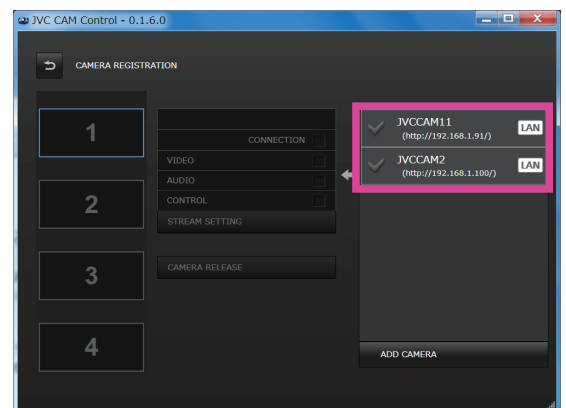 JVC CAM Control - 0.1.6.0
CAMERA REGISTRATION
1
2
3
4
CONNECTION
VIDEO
AUDIO
CONTROL
STREAM SETTING
CAMERA RELEASE
JVCCAM11
(http://192.168.1.91/)
LAN
JVCCAM2
(http://192.168.1.100/)
LAN
ADD CAMERA